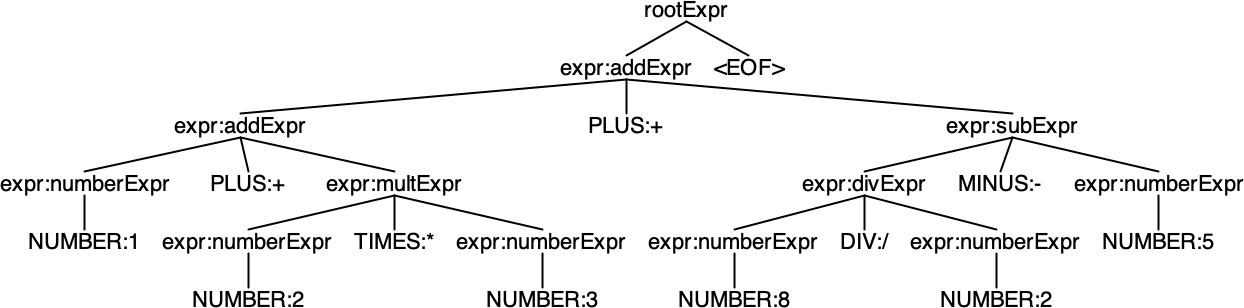 rootExpr
expr:addExpr <EOF>
expr:addExpr PLUS:+ expr:subExpr
expr:numberExpr PLUS:+ expr:multExpr expr:divExpr MINUS:- expr:numberExpr
NUMBER:1 expr:numberExpr TIMES:* expr:numberExpr expr:numberExpr DIV:/ expr:numberExpr NUMBER:5
NUMBER:2 NUMBER:3 NUMBER:8 NUMBER:2